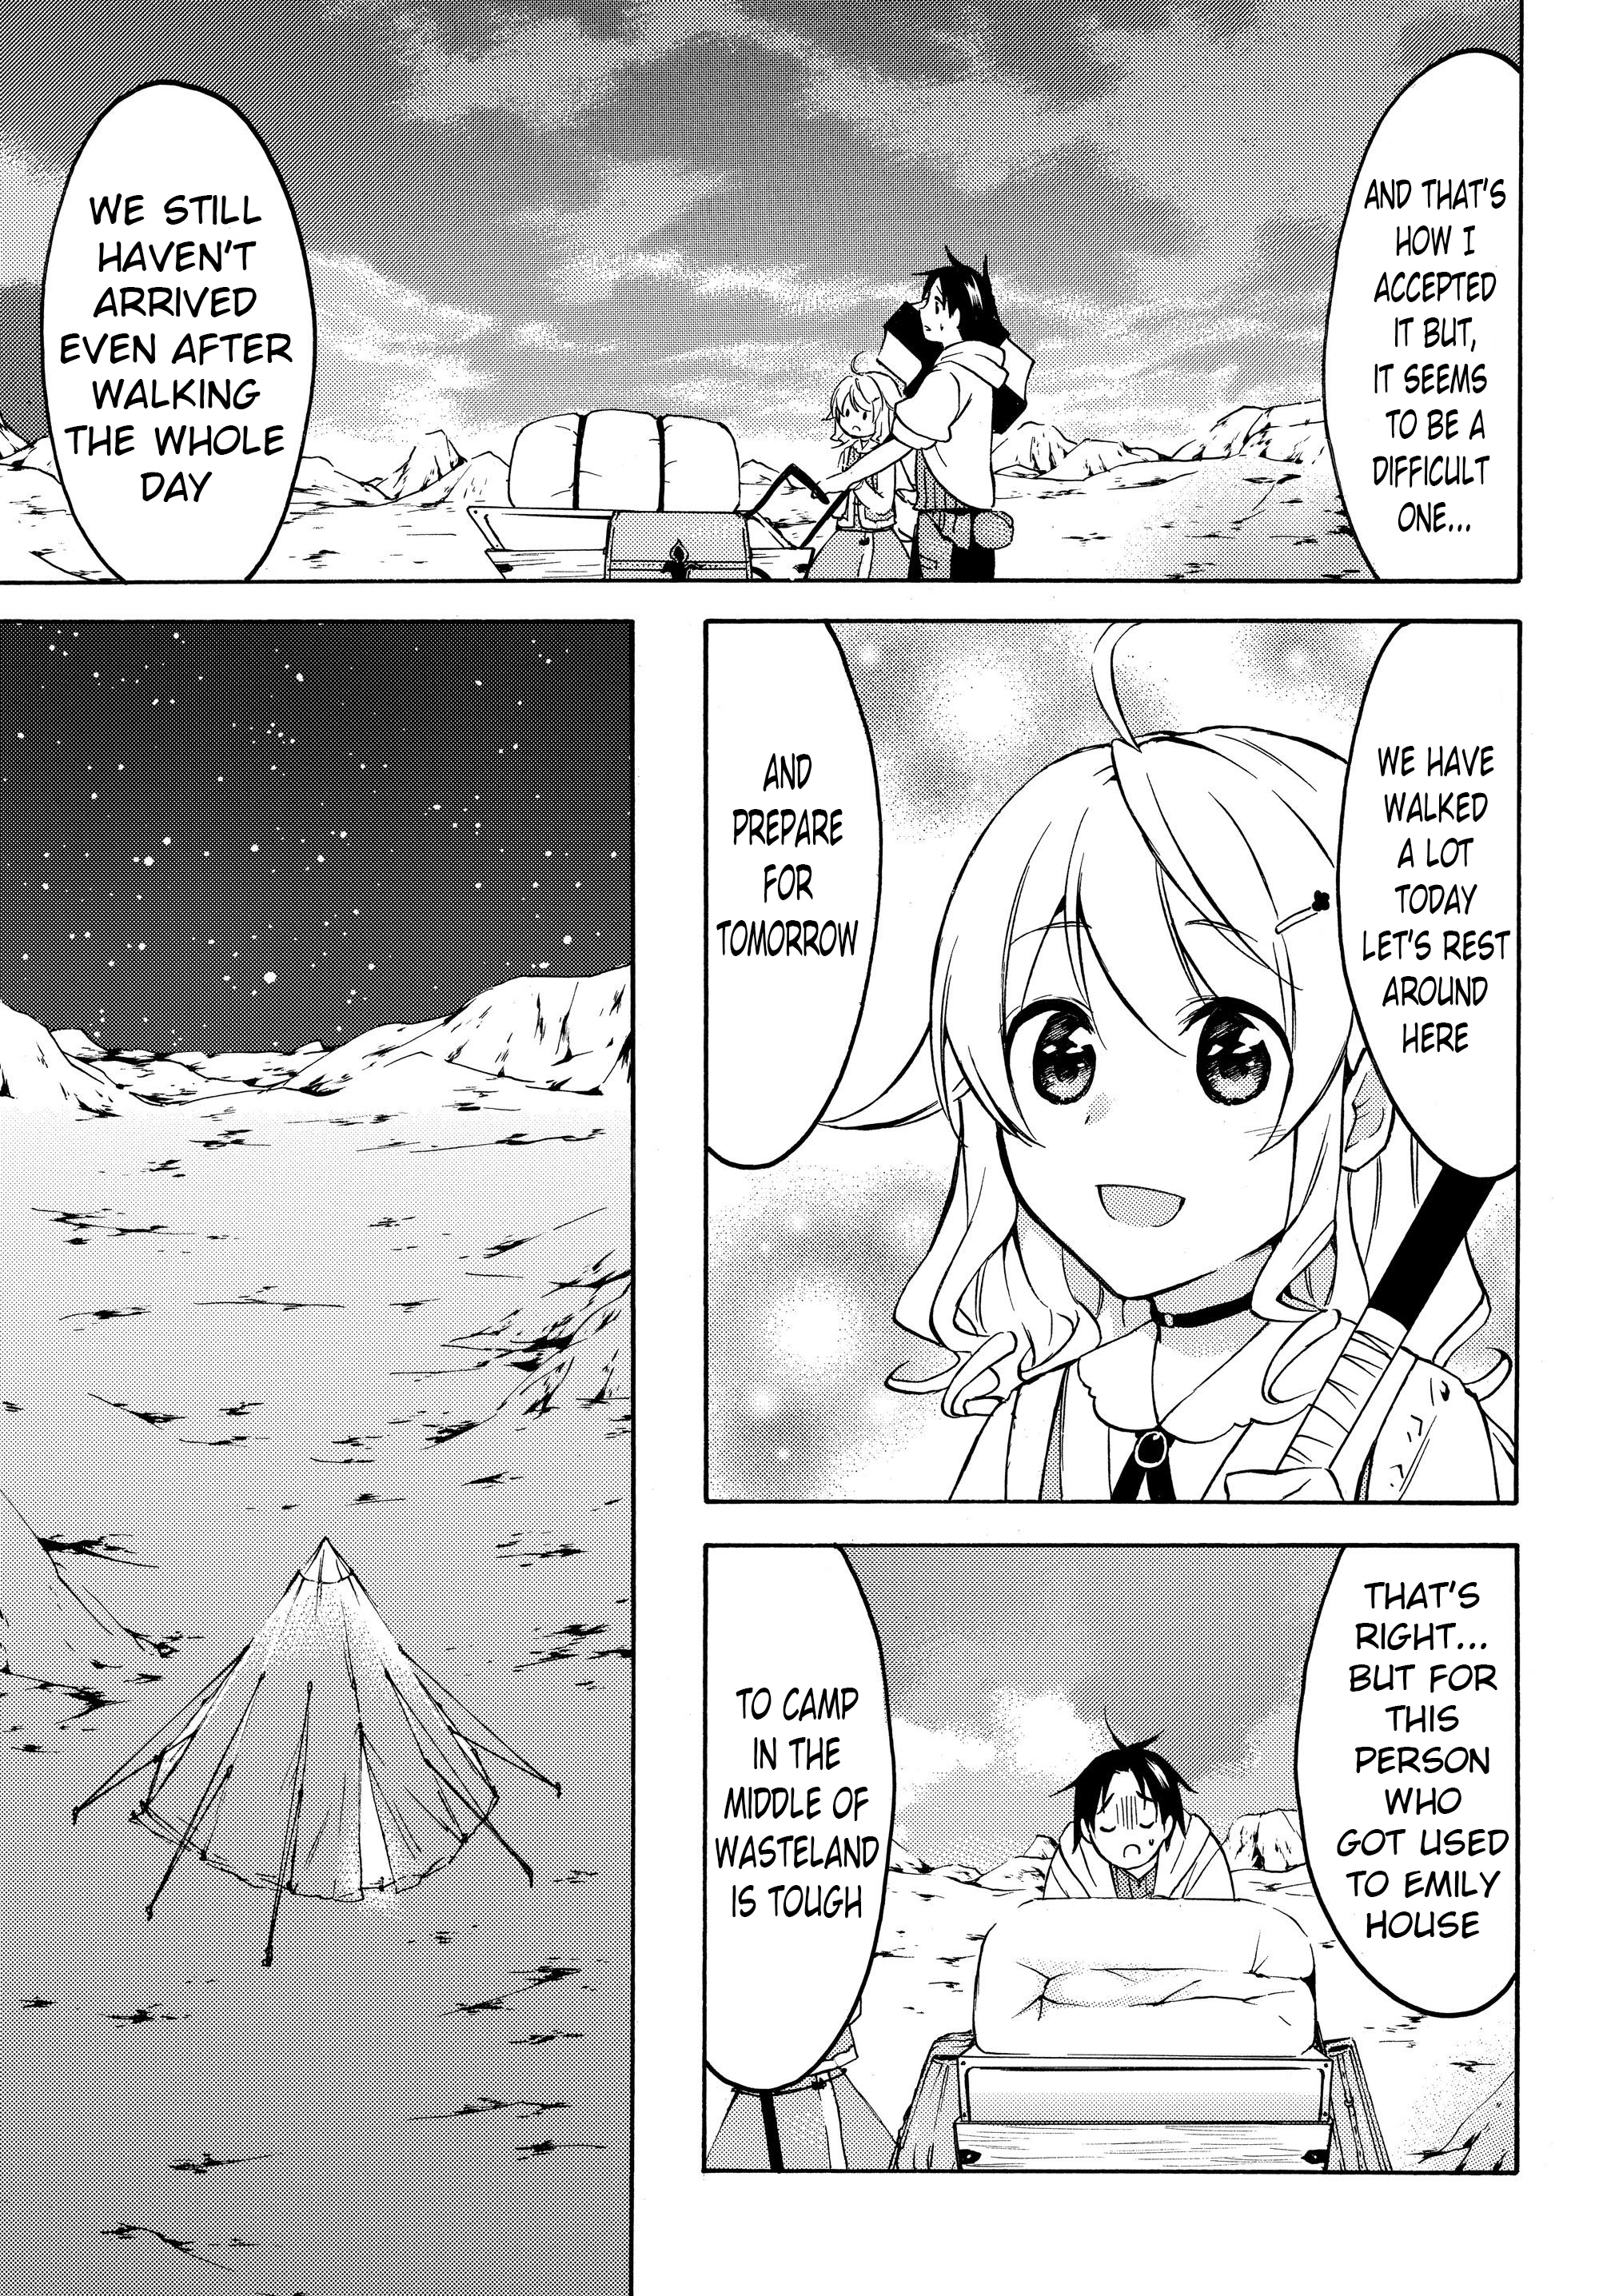 AND THAT'S
HOW I
ACCEPTED
IT BUT,
IT SEEMS
TO BE A
DIFFICULT
ONE...
WE STILL
HAVEN'T
ARRIVED
EVEN AFTER
WALKING
THE WHOLE
DAY
WE HAVE
WALKED
A LOT
TODAY
LET'S REST
AROUND
HERE
AND
PREPARE
FOR
TOMORROW
THAT'S
RIGHT...
BUT FOR
THIS
PERSON
WHO
GOT USED
TO EMILY
HOUSE
TO CAMP
IN THE
MIDDLE OF
WASTELAND
IS TOUGH